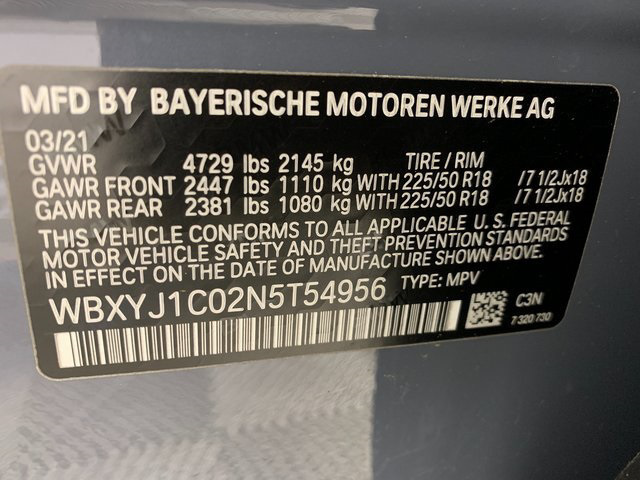 MFD BY BAYERISCHE MOTOREN WERKE AG
03/21
GVWR 4729 lbs 2145 kg TIRE / RIM
GAWR FRONT 2447 lbs 1110 kg WITH 225/50 R18 /7 1/2Jx18
GAWR REAR 2381 lbs 1080 kg WITH 225/50 R18 /7 1/2Jx18
THIS VEHICLE CONFORMS TO ALL APPLICABLE U. S. FEDERAL
MOTOR VEHICLE SAFETY AND THEFT PREVENTION STANDARDS
IN EFFECT ON THE DATE OF MANUFACTURE SHOWN ABOVE.
WBXYJ1C02N5T54956 TYPE: MPV
C3N
7 320 730